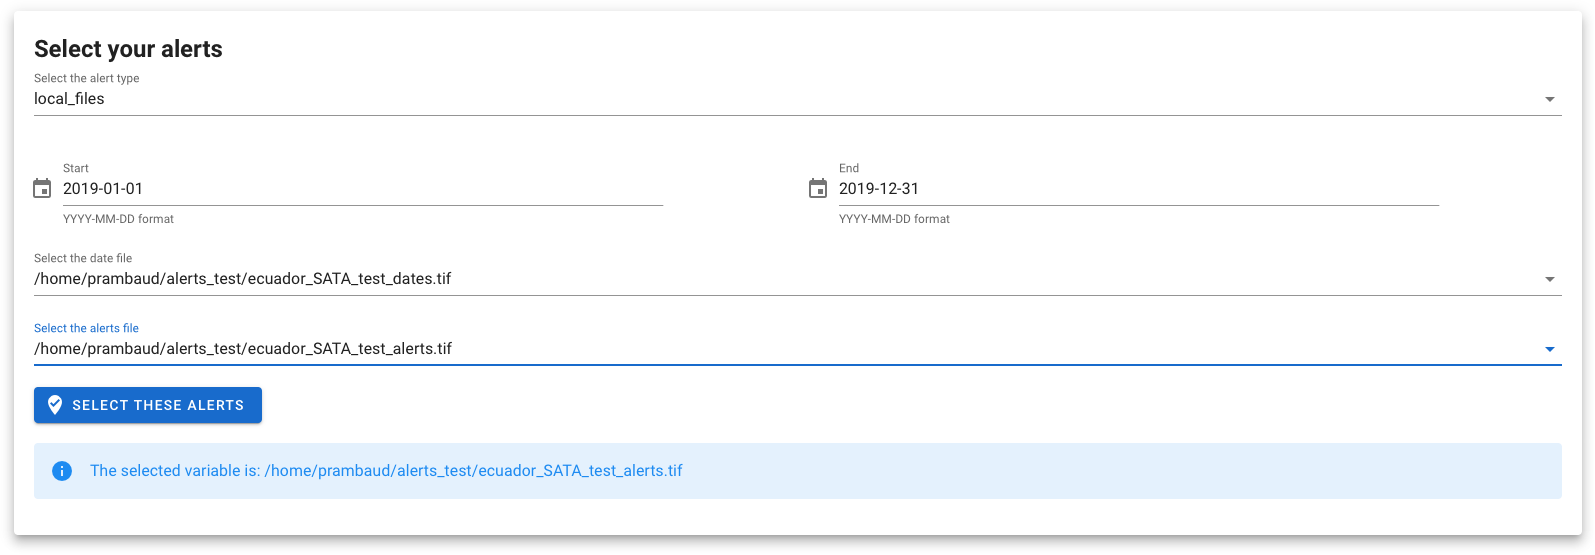 Select your alerts
Select the alert type
local_files
Start
2019-01-01
YYYY-MM-DD format
End
2019-12-31
YYYY-MM-DD format
Select the date file
/home/prambaud/alerts_test/ecuador_SATA_test_dates.tif
Select the alerts file
/home/prambaud/alerts_test/ecuador_SATA_test_alerts.tif
SELECT THESE ALERTS
The selected variable is: /home/prambaud/alerts_test/ecuador_SATA_test_alerts.tif